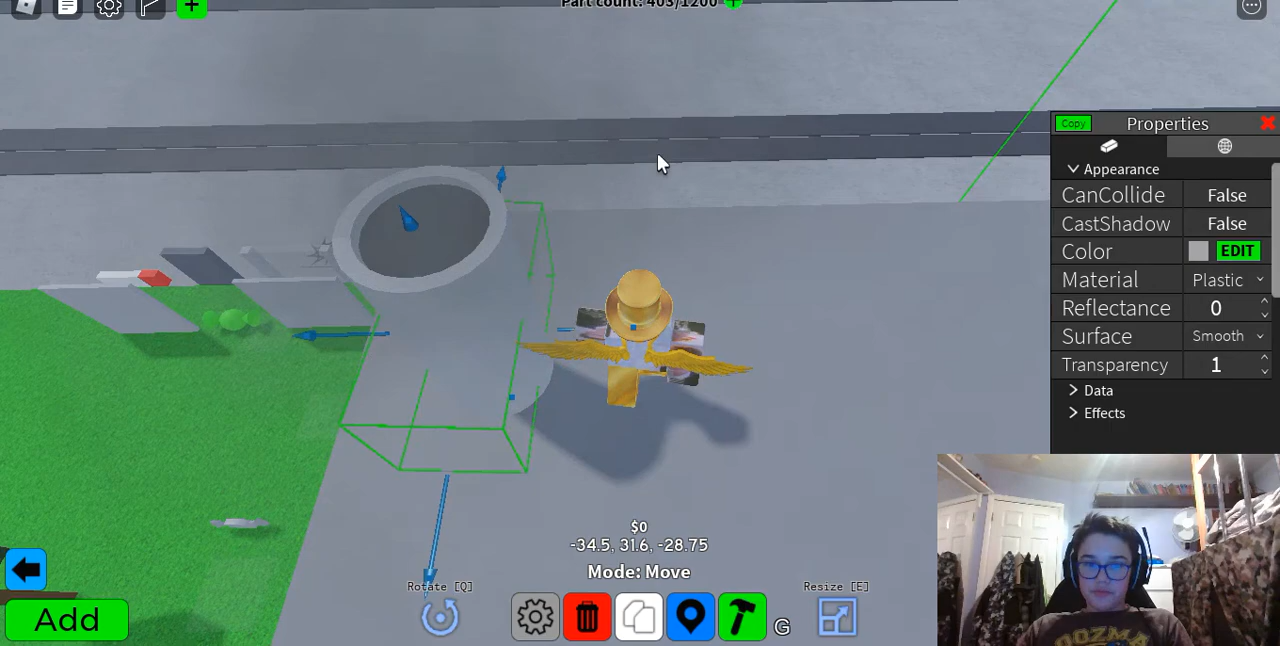 Part count: 403/1200
Copy Properties
Appearance
CanCollide False
CastShadow False
Color EDIT
Material Plastic
Reflectance 0
Surface Smooth
Transparency 1
Data
Effects
$0
-34.5, 31.6, -28.75
Mode: Move
Rotate [Q]
Resize [E]
Add
G